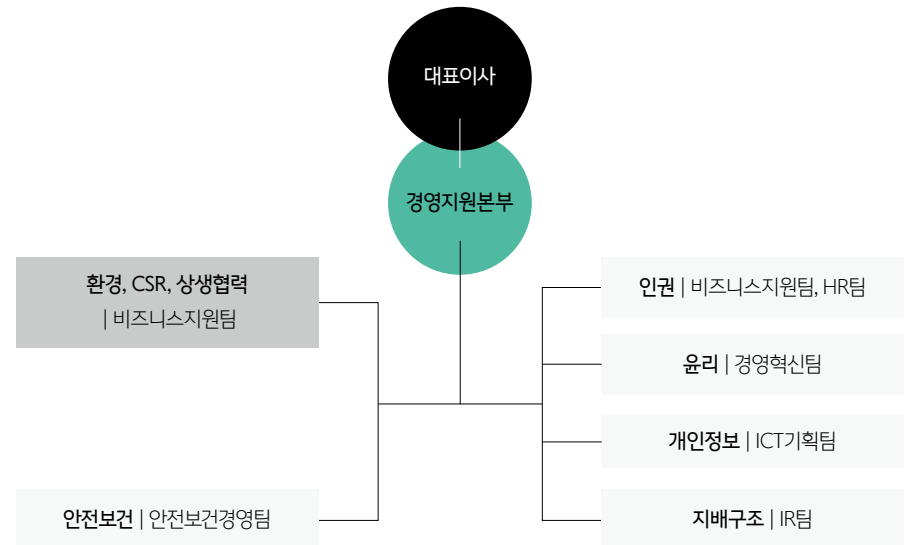 대표이사
경영지원본부
환경, CSR, 상생협력
| 비즈니스지원팀
안전보건 | 안전보건경영팀
인권 | 비즈니스지원팀, HR팀
윤리 | 경영혁신팀
개인정보 | ICT기획팀
지배구조 | IR팀